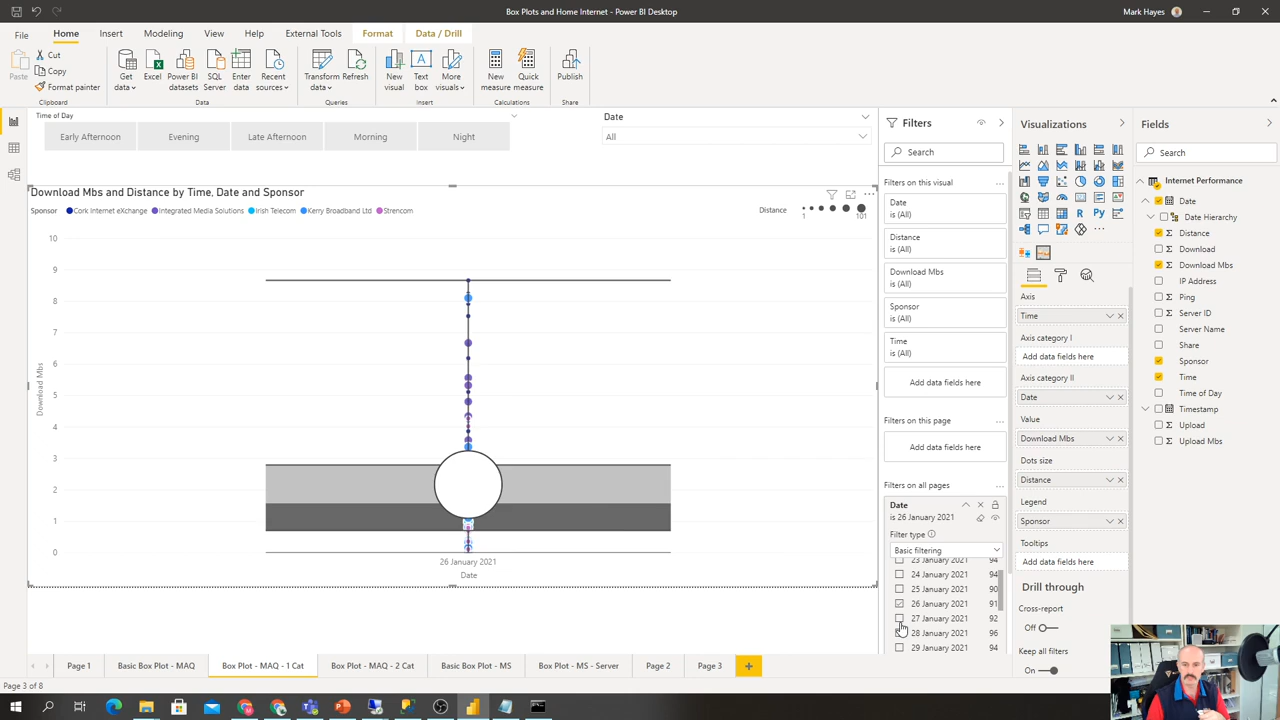 Box Plots and Home Internet - Power BI Desktop
Mark Hayes
File Home Insert Modeling View Help External Tools Format Data / Drill
Paste
Cut
Copy
Format painter
Clipboard
Get data
Excel
Power BI datasets
SQL Server
Enter data
Recent sources
Data
Transform data
Refresh
Queries
New visual
Text box
More visuals
Insert
New measure
Quick measure
Calculations
Publish
Share
Time of Day
Early Afternoon Evening Late Afternoon Morning Night
Date
All
Download Mbs and Distance by Time, Date and Sponsor
Sponsor Cork Internet eXchange Integrated Media Solutions Irish Telecom Kerry Broadband Ltd Strencom
Distance
1 101
10
9
8
7
6
5
4
3
2
1
0
Download Mbs
26 January 2021
Date
Filters
Search
Filters on this visual
Date
is (All)
Distance
is (All)
Download Mbs
is (All)
Sponsor
is (All)
Time
is (All)
Add data fields here
Filters on this page
Add data fields here
Filters on all pages
Date
is 26 January 2021
Filter type
Basic filtering
23 January 2021 94
24 January 2021 94
25 January 2021 90
26 January 2021 91
27 January 2021 92
28 January 2021 96
29 January 2021 94
Visualizations
R Py
Axis
Time
Axis category I
Add data fields here
Axis category II
Date
Value
Download Mbs
Dots size
Distance
Legend
Sponsor
Tooltips
Add data fields here
Drill through
Cross-report
Off
Keep all filters
On
Fields
Search
Internet Performance
Date
Date Hierarchy
Distance
Download
Download Mbs
IP Address
Ping
Server ID
Server Name
Share
Sponsor
Time
Time of Day
Timestamp
Upload
Upload Mbs
Page 1 Basic Box Plot - MAQ Box Plot - MAQ - 1 Cat Box Plot - MAQ - 2 Cat Basic Box Plot - MS Box Plot - MS - Server Page 2 Page 3
Page 3 of 8